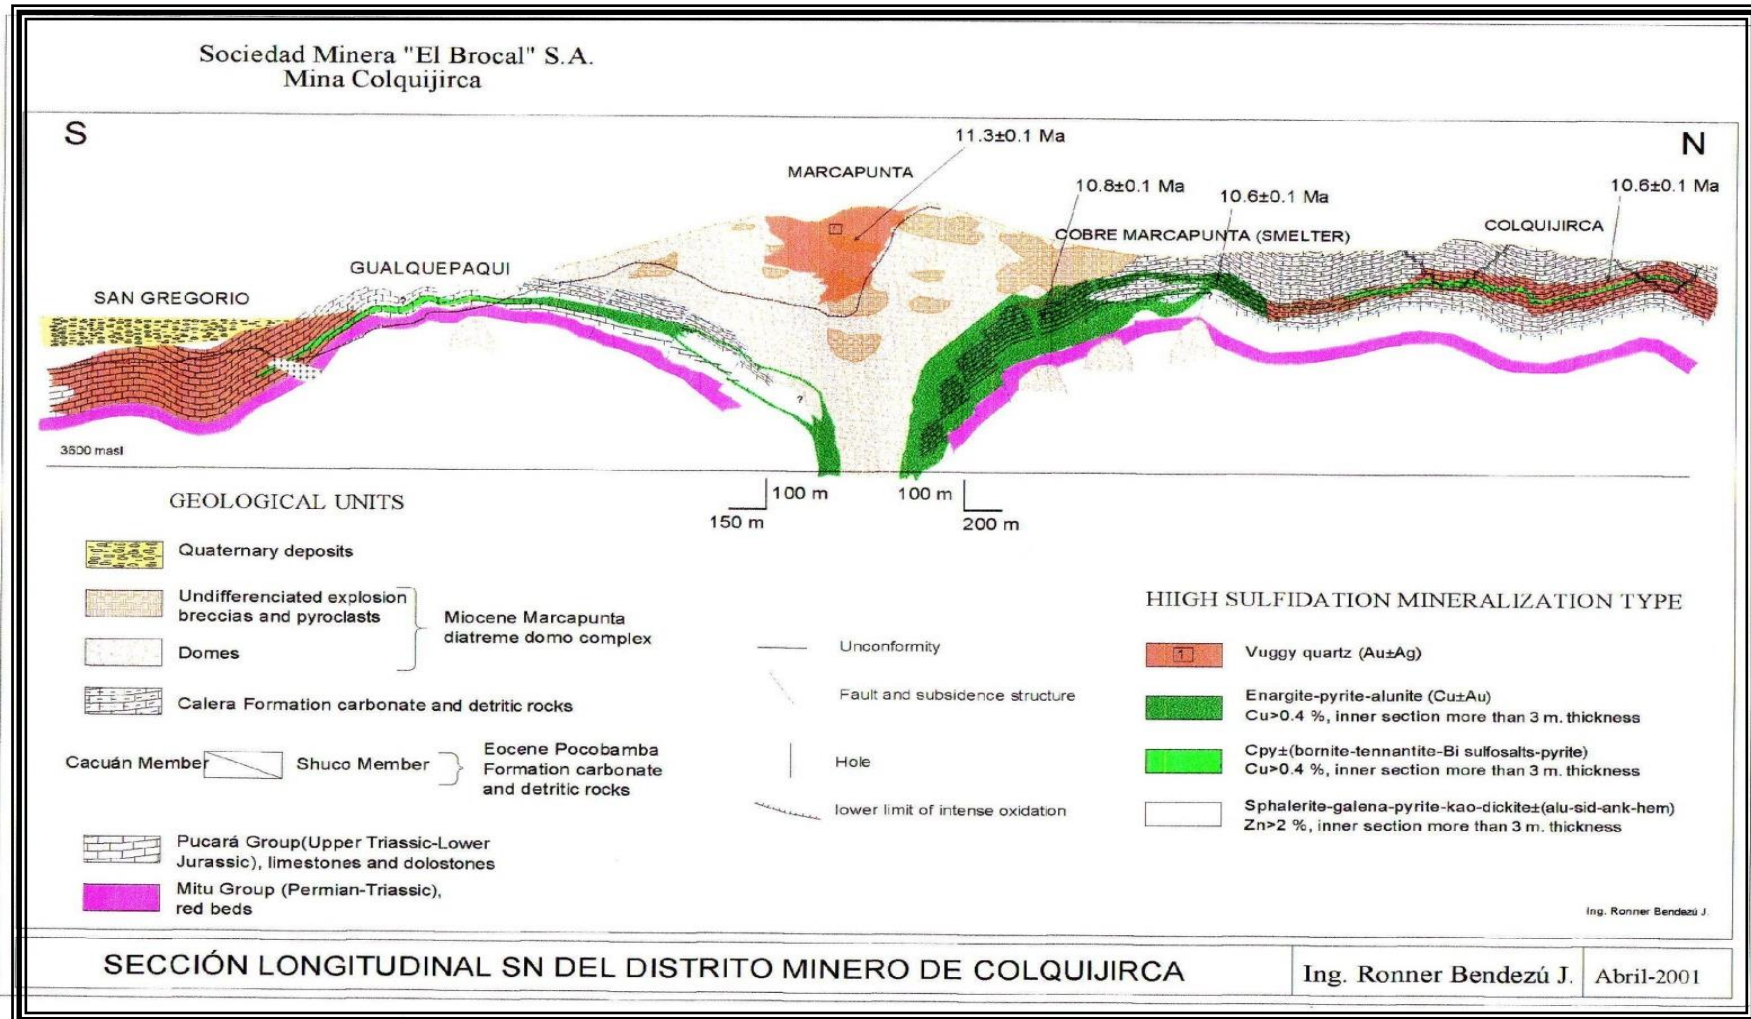 Sociedad Minera "El Brocal" S.A.
Mina Colquijirca
S
N
11.3±0.1 Ma
MARCAPUNTA
10.8±0.1 Ma
10.6±0.1 Ma
10.6±0.1 Ma
COBRE MARCAPUNTA (SMELTER)
COLQUIJIRCA
GUALQUEPAQUI
SAN GREGORIO
1
?
?
3600 masl
100 m
150 m
100 m
200 m
GEOLOGICAL UNITS
Quaternary deposits
Undifferenciated explosion
breccias and pyroclasts
Domes
Miocene Marcapunta
diatreme domo complex
Calera Formation carbonate and detritic rocks
Cacuán Member
Shuco Member
Eocene Pocobamba
Formation carbonate
and detritic rocks
Pucará Group(Upper Triassic-Lower
Jurassic), limestones and dolostones
Mitu Group (Permian-Triassic),
red beds
Unconformity
Fault and subsidence structure
Hole
lower limit of intense oxidation
HIIGH SULFIDATION MINERALIZATION TYPE
1
Vuggy quartz (Au±Ag)
Enargite-pyrite-alunite (Cu±Au)
Cu>0.4 %, inner section more than 3 m. thickness
Cpy±(bornite-tennantite-Bi sulfosalts-pyrite)
Cu>0.4 %, inner section more than 3 m. thickness
Sphalerite-galena-pyrite-kao-dickite±(alu-sid-ank-hem)
Zn>2 %, inner section more than 3 m. thickness
Ing. Ronner Bendezú J.
SECCIÓN LONGITUDINAL SN DEL DISTRITO MINERO DE COLQUIJIRCA
Ing. Ronner Bendezú J.
Abril-2001